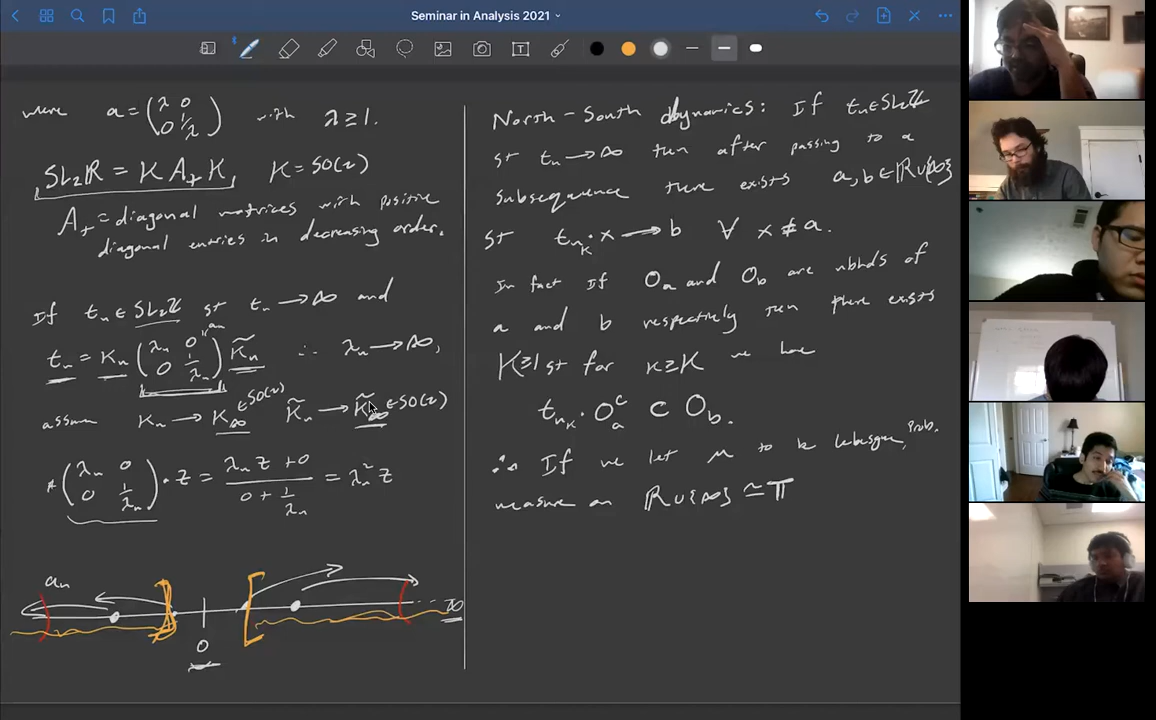 Seminar in Analysis 2021
were a = (λ 0 0 1/λ) with λ ≥ 1.
SL₂ℝ = K A₊ K, K = SO(2)
A₊ = diagonal matrices with positive
diagonal entries in decreasing order.
If tₙ ∈ SL₂ℤ st tₙ → ∞ and
tₙ = Kₙ (λₙ 0 0 1/λₙ) K̃ₙ ∴ λₙ → ∞,
aₙ
assume Kₙ → K∞ ∈ SO(2) K̃ₙ → K̃∞ ∈ SO(2)
* (λₙ 0 0 1/λₙ) · z = (λₙ z + 0)/(0 + 1/λₙ) = λₙ² z
aₙ
0
∞
North - South dynamics: If tₙ ∈ SL₂ℤ
st tₙ → ∞ then after passing to a
subsequence there exists a, b ∈ ℝ∪{∞}
st tₙₖ · x → b ∀ x ≠ a.
In fact If Oₐ and O_b are nbhds of
a and b respectively then there exists
K ≥ 1 st for k ≥ K we have
tₙₖ · Oₐᶜ ⊂ O_b.
∴ If we let μ to be lebesgue, Prob.
measure on ℝ∪{∞} ≃ 𝕋